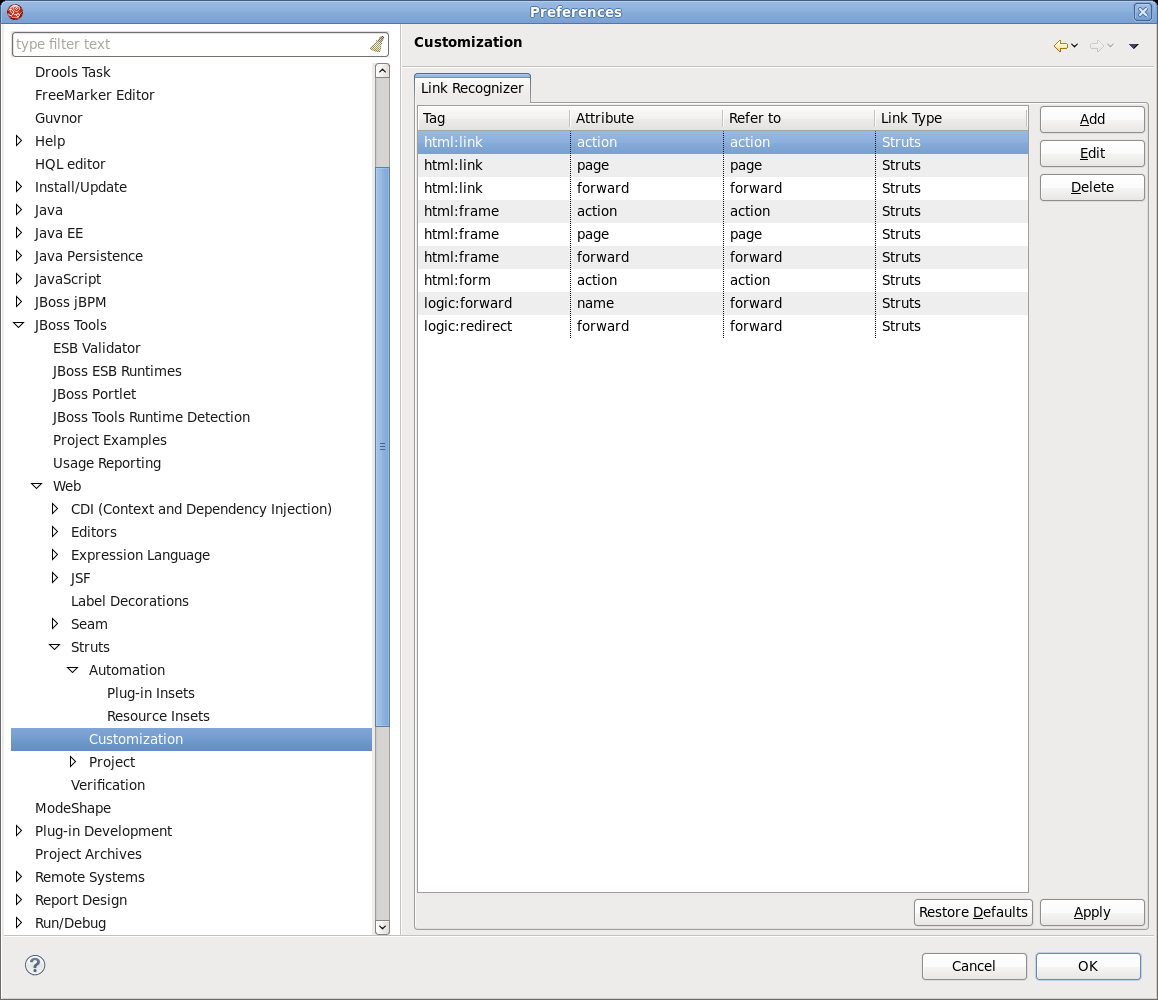 Preferences
type filter text
Drools Task
FreeMarker Editor
Guvnor
Help
HQL editor
Install/Update
Java
Java EE
Java Persistence
JavaScript
JBoss jBPM
JBoss Tools
ESB Validator
JBoss ESB Runtimes
JBoss Portlet
JBoss Tools Runtime Detection
Project Examples
Usage Reporting
Web
CDI (Context and Dependency Injection)
Editors
Expression Language
JSF
Label Decorations
Seam
Struts
Automation
Plug-in Insets
Resource Insets
Customization
Project
Verification
ModeShape
Plug-in Development
Project Archives
Remote Systems
Report Design
Run/Debug
Customization
Link Recognizer
Tag Attribute Refer to Link Type
html:link action action Struts
html:link page page Struts
html:link forward forward Struts
html:frame action action Struts
html:frame page page Struts
html:frame forward forward Struts
html:form action action Struts
logic:forward name forward Struts
logic:redirect forward forward Struts
Add
Edit
Delete
Restore Defaults Apply
? Cancel OK